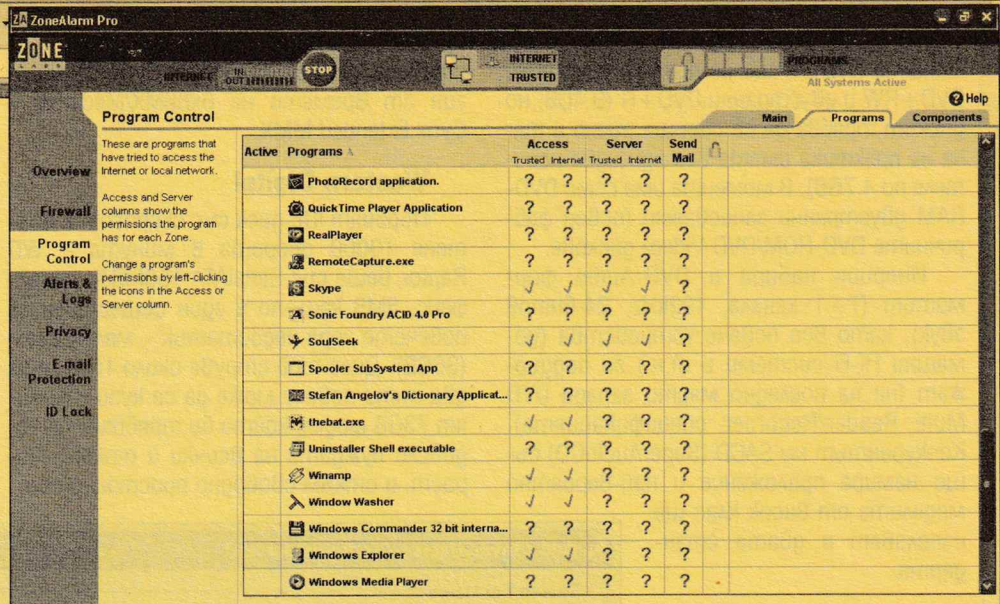 ZA ZoneAlarm Pro
ZONE
LABS
INTERNET IN OUT STOP INTERNET TRUSTED PROGRAMS
All Systems Active
Help
Program Control
Main Programs Components
Overview
Firewall
Program Control
Alerts & Logs
Privacy
E-mail Protection
ID Lock
These are programs that
have tried to access the
Internet or local network.
Access and Server
columns show the
permissions the program
has for each Zone.
Change a program's
permissions by left-clicking
the icons in the Access or
Server column.
Active Programs Access Server Send Mail
Trusted Internet Trusted Internet
PhotoRecord application. ? ? ? ? ?
QuickTime Player Application ? ? ? ? ?
RealPlayer ? ? ? ? ?
RemoteCapture.exe ? ? ? ? ?
Skype √ √ √ √ ?
Sonic Foundry ACID 4.0 Pro ? ? ? ? ?
SoulSeek √ √ √ √ ?
Spooler SubSystem App ? ? ? ? ?
Stefan Angelov's Dictionary Applicat... ? ? ? ? ?
thebat.exe √ √ ? ? ?
Uninstaller Shell executable ? ? ? ? ?
Winamp √ √ ? ? ?
Window Washer √ √ ? ? ?
Windows Commander 32 bit interna... ? ? ? ? ?
Windows Explorer √ √ ? ? ?
Windows Media Player ? ? ? ? ?